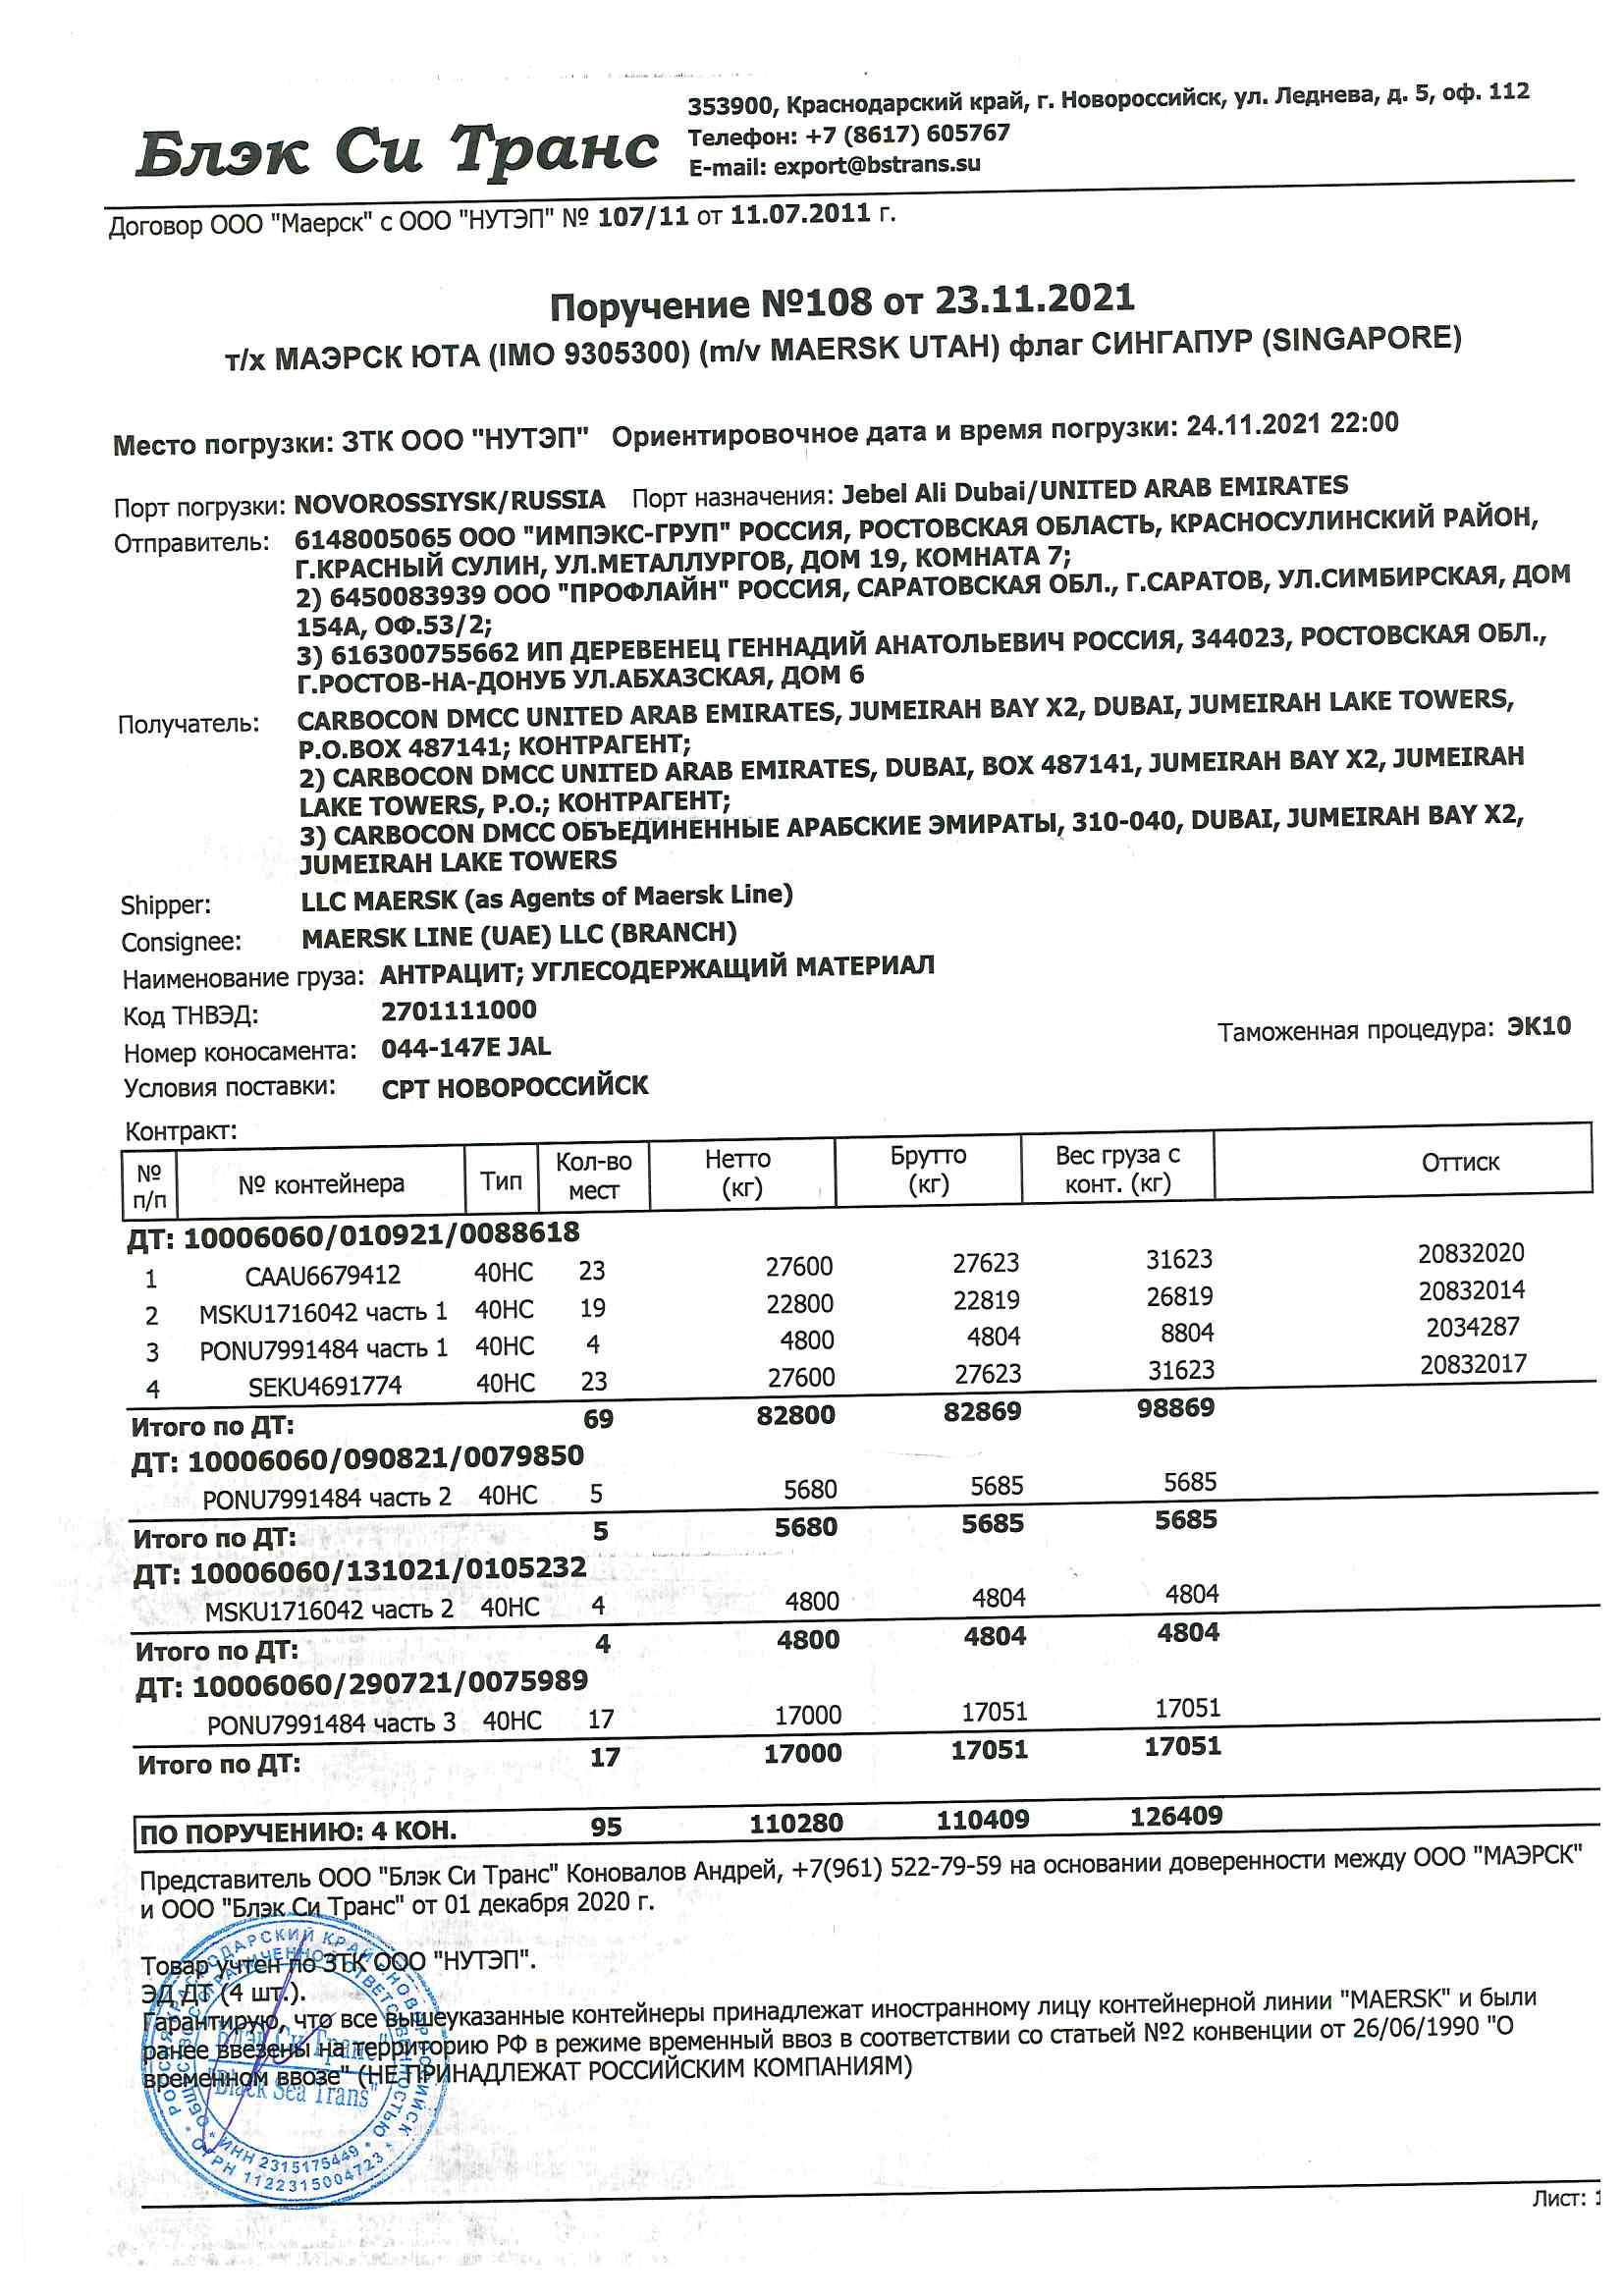 Блэк Си Транс
353900, Краснодарский край, г. Новороссийск, ул. Леднева, д. 5, оф. 112
Телефон: +7 (8617) 605767
E-mail: export@bstrans.su
Договор ООО "Маерск" с ООО "НУТЭП" № 107/11 от 11.07.2011 г.
Поручение №108 от 23.11.2021
т/х МАЭРСК ЮТА (IMO 9305300) (m/v MAERSK UTAH) флаг СИНГАПУР (SINGAPORE)
Место погрузки: ЗТК ООО "НУТЭП" Ориентировочное дата и время погрузки: 24.11.2021 22:00
Порт погрузки: NOVOROSSIYSK/RUSSIA Порт назначения: Jebel Ali Dubai/UNITED ARAB EMIRATES
Отправитель: 6148005065 ООО "ИМПЭКС-ГРУП" РОССИЯ, РОСТОВСКАЯ ОБЛАСТЬ, КРАСНОСУЛИНСКИЙ РАЙОН,
Г.КРАСНЫЙ СУЛИН, УЛ.МЕТАЛЛУРГОВ, ДОМ 19, КОМНАТА 7;
2) 6450083939 ООО "ПРОФЛАЙН" РОССИЯ, САРАТОВСКАЯ ОБЛ., Г.САРАТОВ, УЛ.СИМБИРСКАЯ, ДОМ
154А, ОФ.53/2;
3) 616300755662 ИП ДЕРЕВЕНЕЦ ГЕННАДИЙ АНАТОЛЬЕВИЧ РОССИЯ, 344023, РОСТОВСКАЯ ОБЛ.,
Г.РОСТОВ-НА-ДОНУБ УЛ.АБХАЗСКАЯ, ДОМ 6
Получатель: CARBOCON DMCC UNITED ARAB EMIRATES, JUMEIRAH BAY X2, DUBAI, JUMEIRAH LAKE TOWERS,
P.O.BOX 487141; КОНТРАГЕНТ;
2) CARBOCON DMCC UNITED ARAB EMIRATES, DUBAI, BOX 487141, JUMEIRAH BAY X2, JUMEIRAH
LAKE TOWERS, P.O.; КОНТРАГЕНТ;
3) CARBOCON DMCC ОБЪЕДИНЕННЫЕ АРАБСКИЕ ЭМИРАТЫ, 310-040, DUBAI, JUMEIRAH BAY X2,
JUMEIRAH LAKE TOWERS
Shipper: LLC MAERSK (as Agents of Maersk Line)
Consignee: MAERSK LINE (UAE) LLC (BRANCH)
Наименование груза: АНТРАЦИТ; УГЛЕСОДЕРЖАЩИЙ МАТЕРИАЛ
Код ТНВЭД: 2701111000
Номер коносамента: 044-147E JAL Таможенная процедура: ЭК10
Условия поставки: СРТ НОВОРОССИЙСК
Контракт:
№ п/п № контейнера Тип Кол-во мест Нетто (кг) Брутто (кг) Вес груза с конт. (кг) Оттиск
ДТ: 10006060/010921/0088618
1 CAAU6679412 40HC 23 27600 27623 31623 20832020
2 MSKU1716042 часть 1 40HC 19 22800 22819 26819 20832014
3 PONU7991484 часть 1 40HC 4 4800 4804 8804 2034287
4 SEKU4691774 40HC 23 27600 27623 31623 20832017
Итого по ДТ: 69 82800 82869 98869
ДТ: 10006060/090821/0079850
PONU7991484 часть 2 40HC 5 5680 5685 5685
Итого по ДТ: 5 5680 5685 5685
ДТ: 10006060/131021/0105232
MSKU1716042 часть 2 40HC 4 4800 4804 4804
Итого по ДТ: 4 4800 4804 4804
ДТ: 10006060/290721/0075989
PONU7991484 часть 3 40HC 17 17000 17051 17051
Итого по ДТ: 17 17000 17051 17051
ПО ПОРУЧЕНИЮ: 4 КОН. 95 110280 110409 126409
Представитель ООО "Блэк Си Транс" Коновалов Андрей, +7(961) 522-79-59 на основании доверенности между ООО "МАЭРСК"
и ООО "Блэк Си Транс" от 01 декабря 2020 г.
Товар учтен по ЗТК ООО "НУТЭП".
ЭД ДТ (4 шт.).
Гарантирую, что все вышеуказанные контейнеры принадлежат иностранному лицу контейнерной линии "MAERSK" и были
ранее ввезены на территорию РФ в режиме временный ввоз в соответствии со статьей №2 конвенции от 26/06/1990 "О
временном ввозе" (НЕ ПРИНАДЛЕЖАТ РОССИЙСКИМ КОМПАНИЯМ)
РОССИЯ КРАСНОДАРСКИЙ КРАЙ Г. НОВОРОССИЙСК
ОБЩЕСТВО С ОГРАНИЧЕННОЙ ОТВЕТСТВЕННОСТЬЮ
"Блэк Си Транс"
"Black Sea Trans"
ИНН 2315175449
ОГРН 1122315004723
Лист: 1